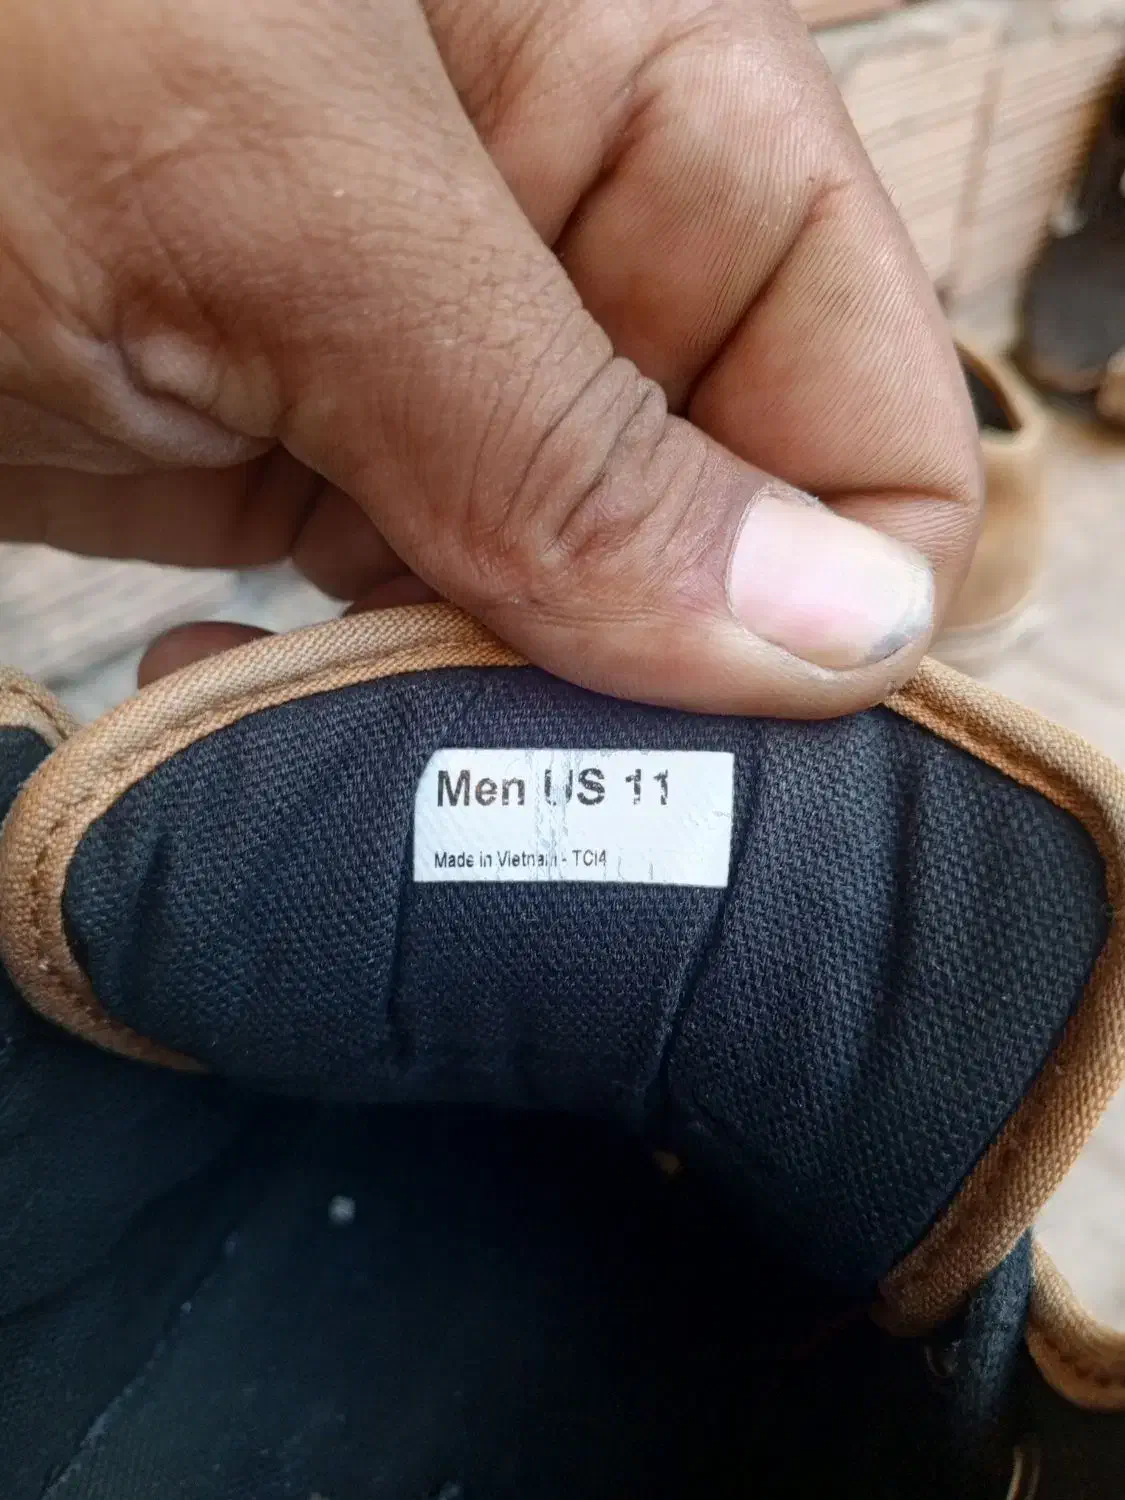 Men US 11
Made in Vietnam - TCI4